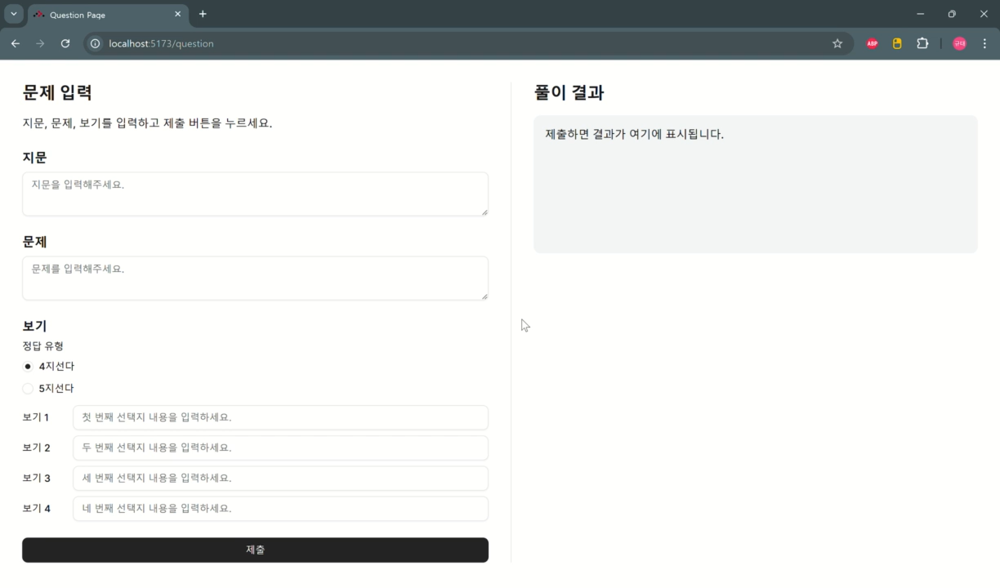 Question Page
localhost:5173/question
ABP
규태
문제 입력
지문, 문제, 보기를 입력하고 제출 버튼을 누르세요.
지문
지문을 입력해주세요.
문제
문제를 입력해주세요.
보기
정답 유형
4지선다
5지선다
보기 1 첫 번째 선택지 내용을 입력하세요.
보기 2 두 번째 선택지 내용을 입력하세요.
보기 3 세 번째 선택지 내용을 입력하세요.
보기 4 네 번째 선택지 내용을 입력하세요.
제출
풀이 결과
제출하면 결과가 여기에 표시됩니다.